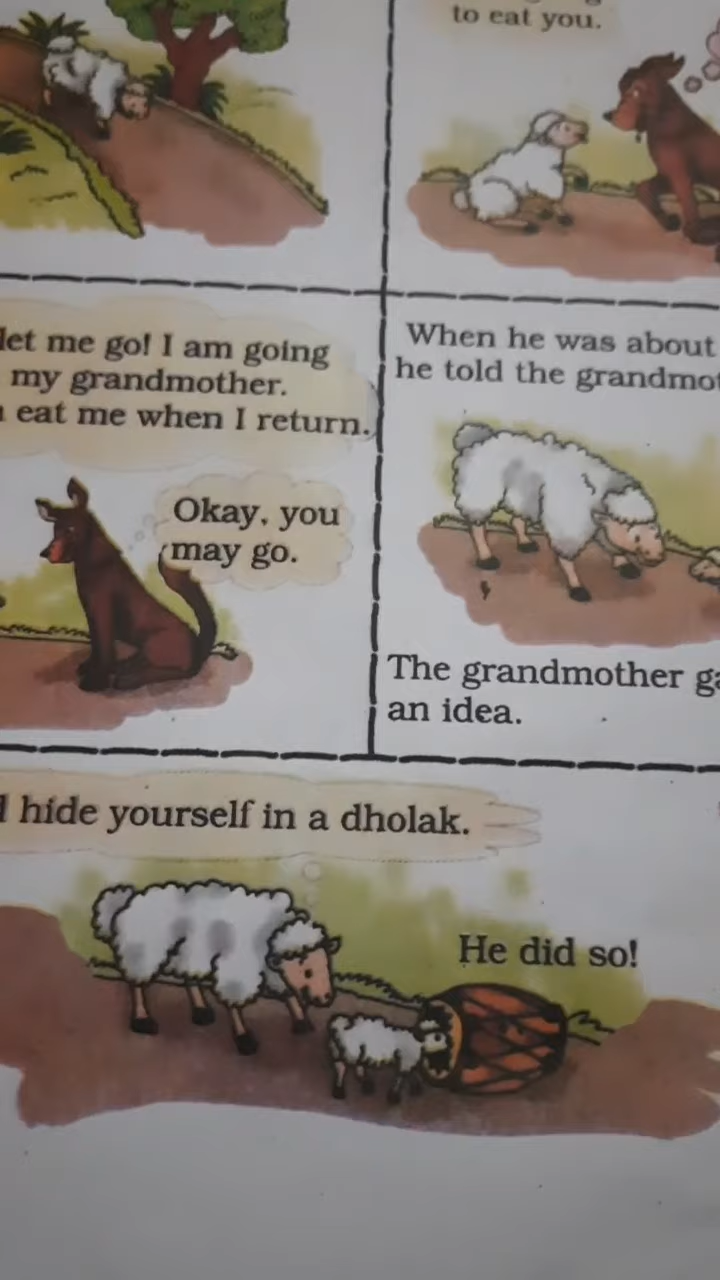 to eat you.
let me go! I am going
my grandmother.
eat me when I return.
Okay, you
may go.
When he was about
he told the
The grandmother
an idea.
hide yourself in a dholak.
He did so!